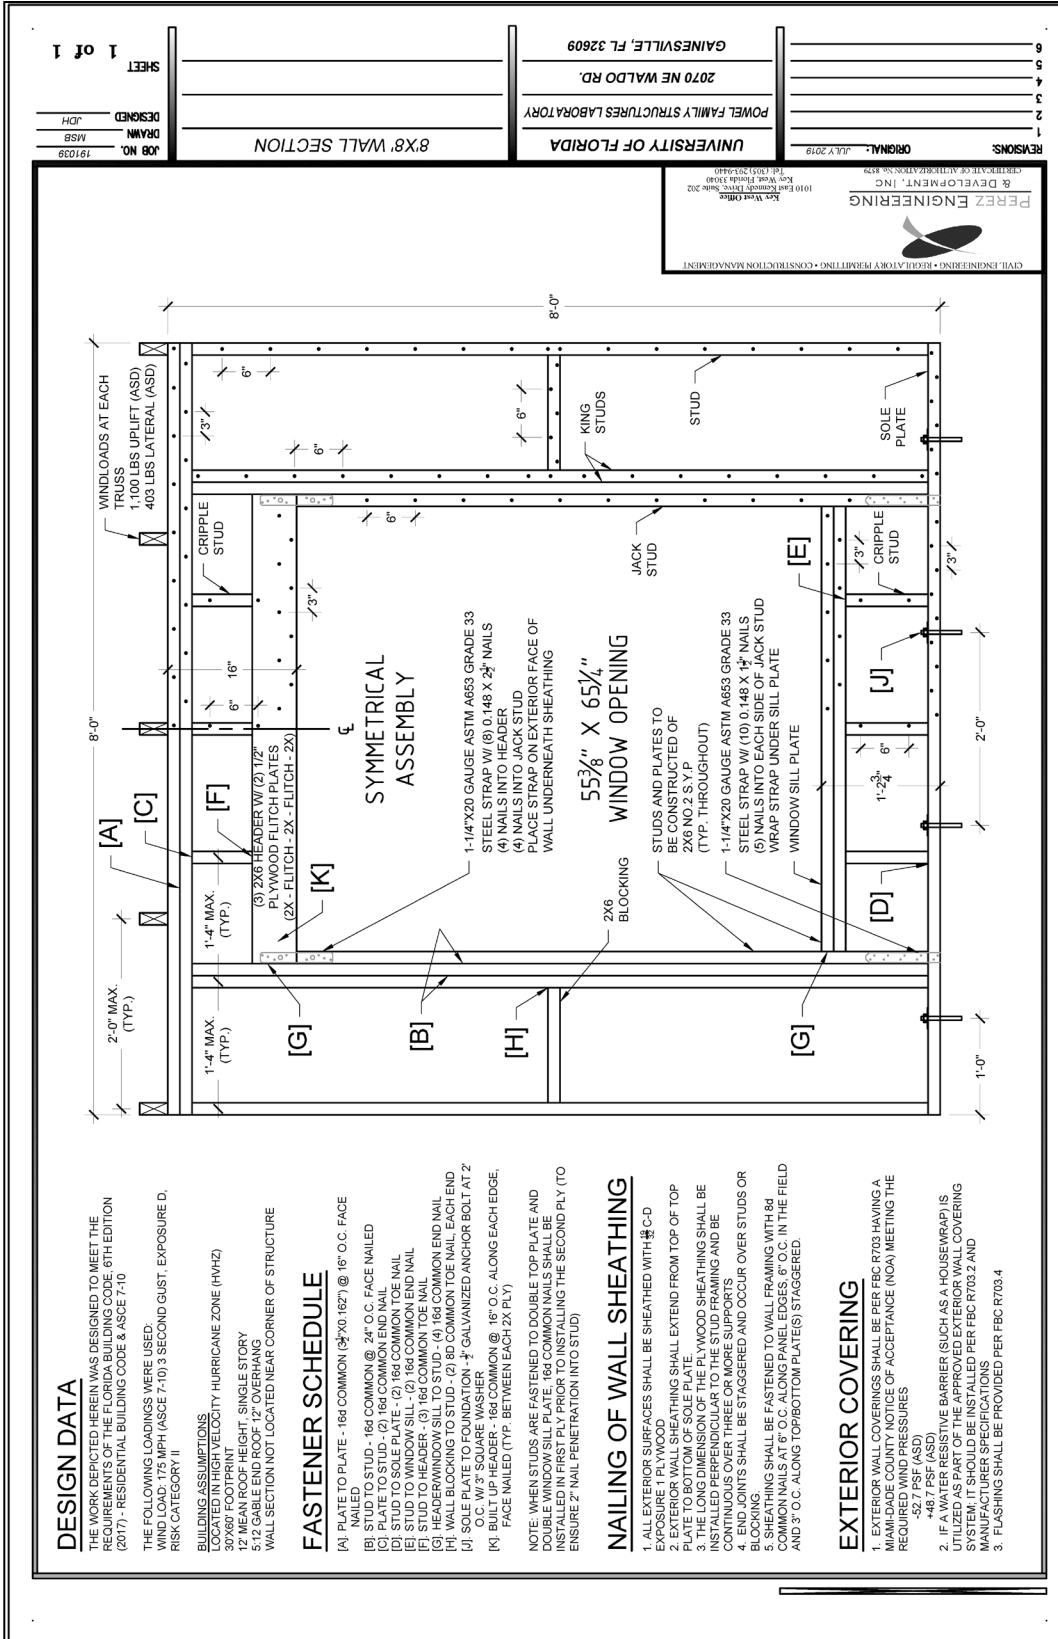 DESIGN DATA
THE WORK DEPICTED HEREIN WAS DESIGNED TO MEET THE
REQUIREMENTS OF THE FLORIDA BUILDING CODE, 6TH EDITION
(2017) - RESIDENTIAL BUILDING CODE & ASCE 7-10
THE FOLLOWING LOADINGS WERE USED:
WIND LOAD: 175 MPH (ASCE 7-10) 3 SECOND GUST, EXPOSURE D,
RISK CATEGORY II
BUILDING ASSUMPTIONS
LOCATED IN HIGH VELOCITY HURRICANE ZONE (HVHZ)
30'X60' FOOTPRINT
12' MEAN ROOF HEIGHT, SINGLE STORY
5:12 GABLE END ROOF 12" OVERHANG
WALL SECTION NOT LOCATED NEAR CORNER OF STRUCTURE
FASTENER SCHEDULE
[A]. PLATE TO PLATE - 16d COMMON (3½"X0.162") @ 16" O.C. FACE
NAILED
[B]. STUD TO STUD - 16d COMMON @ 24" O.C. FACE NAILED
[C]. PLATE TO STUD - (2) 16d COMMON END NAIL
[D]. STUD TO SOLE PLATE - (2) 16d COMMON TOE NAIL
[E]. STUD TO WINDOW SILL - (2) 16d COMMON END NAIL
[F]. STUD TO HEADER - (3) 16d COMMON TOE NAIL
[G]. HEADER/WINDOW SILL TO STUD - (4) 16d COMMON END NAIL
[H]. WALL BLOCKING TO STUD - (2) 8D COMMON TOE NAIL, EACH END
[J]. SOLE PLATE TO FOUNDATION - ½" GALVANIZED ANCHOR BOLT AT 2'
O.C. W/ 3" SQUARE WASHER
[K]. BUILT UP HEADER - 16d COMMON @ 16" O.C. ALONG EACH EDGE,
FACE NAILED (TYP. BETWEEN EACH 2X PLY)
NOTE: WHEN STUDS ARE FASTENED TO DOUBLE TOP PLATE AND
DOUBLE WINDOW SILL PLATE, 16d COMMON NAILS SHALL BE
INSTALLED IN FIRST PLY PRIOR TO INSTALLING THE SECOND PLY (TO
ENSURE 2" NAIL PENETRATION INTO STUD)
NAILING OF WALL SHEATHING
1. ALL EXTERIOR SURFACES SHALL BE SHEATHED WITH 19/32 C-D
EXPOSURE 1 PLYWOOD
2. EXTERIOR WALL SHEATHING SHALL EXTEND FROM TOP OF TOP
PLATE TO BOTTOM OF SOLE PLATE.
3. THE LONG DIMENSION OF THE PLYWOOD SHEATHING SHALL BE
INSTALLED PERPENDICULAR TO THE STUD FRAMING AND BE
CONTINUOUS OVER THREE OR MORE SUPPORTS
4. END JOINTS SHALL BE STAGGERED AND OCCUR OVER STUDS OR
BLOCKING.
5. SHEATHING SHALL BE FASTENED TO WALL FRAMING WITH 8d
COMMON NAILS AT 6" O.C. ALONG PANEL EDGES, 6" O.C. IN THE FIELD
AND 3" O.C. ALONG TOP/BOTTOM PLATE(S) STAGGERED.
EXTERIOR COVERING
1. EXTERIOR WALL COVERINGS SHALL BE PER FBC R703 HAVING A
MIAMI-DADE COUNTY NOTICE OF ACCEPTANCE (NOA) MEETING THE
REQUIRED WIND PRESSURES
-52.7 PSF (ASD)
+48.7 PSF (ASD)
2. IF A WATER RESISTIVE BARRIER (SUCH AS A HOUSEWRAP) IS
UTILIZED AS PART OF THE APPROVED EXTERIOR WALL COVERING
SYSTEM; IT SHOULD BE INSTALLED PER FBC R703.2 AND
MANUFACTURER SPECIFICATIONS
3. FLASHING SHALL BE PROVIDED PER FBC R703.4
8'-0"
2'-0" MAX.
(TYP.)
[A]
[C]
WINDLOADS AT EACH
TRUSS
1,100 LBS UPLIFT (ASD)
403 LBS LATERAL (ASD)
1'-4" MAX.
(TYP.)
1'-4" MAX.
(TYP.)
[F]
6"
16"
CRIPPLE
STUD
3"
6"
(3) 2X6 HEADER W/ (2) 1/2"
PLYWOOD FLITCH PLATES
(2X - FLITCH - 2X - FLITCH - 2X)
[G]
[K]
℄
3"
6"
6"
SYMMETRICAL
ASSEMBLY
[B]
1-1/4"X20 GAUGE ASTM A653 GRADE 33
STEEL STRAP W/ (8) 0.148 X 2½" NAILS
(4) NAILS INTO HEADER
(4) NAILS INTO JACK STUD
PLACE STRAP ON EXTERIOR FACE OF
WALL UNDERNEATH SHEATHING
[H]
6"
8'-0"
55⅜" X 65¼"
WINDOW OPENING
KING
STUDS
2X6
BLOCKING
JACK
STUD
STUD
STUDS AND PLATES TO
BE CONSTRUCTED OF
2X6 NO.2 S.Y.P
(TYP. THROUGHOUT)
1-1/4"X20 GAUGE ASTM A653 GRADE 33
STEEL STRAP W/ (10) 0.148 X 1½" NAILS
(5) NAILS INTO EACH SIDE OF JACK STUD
WRAP STRAP UNDER SILL PLATE
WINDOW SILL PLATE
[G]
[E]
[D]
1'-2¾"
6"
[J]
3"
CRIPPLE
STUD
SOLE
PLATE
3"
1'-0"
2'-0"
CIVIL ENGINEERING • REGULATORY PERMITTING • CONSTRUCTION MANAGEMENT
PEREZ ENGINEERING
& DEVELOPMENT, INC
CERTIFICATE OF AUTHORIZATION No. 8579
Key West Office
1010 East Kennedy Drive, Suite 202
Key West, Florida 33040
Tel: (305) 293-9440
REVISIONS:
ORIGINAL: JULY 2019
1
2
3
4
5
6
UNIVERSITY OF FLORIDA
POWEL FAMILY STRUCTURES LABORATORY
2070 NE WALDO RD.
GAINESVILLE, FL 32609
8'X8' WALL SECTION
JOB NO. 191039
DRAWN MSB
DESIGNED JDH
SHEET
1 of 1